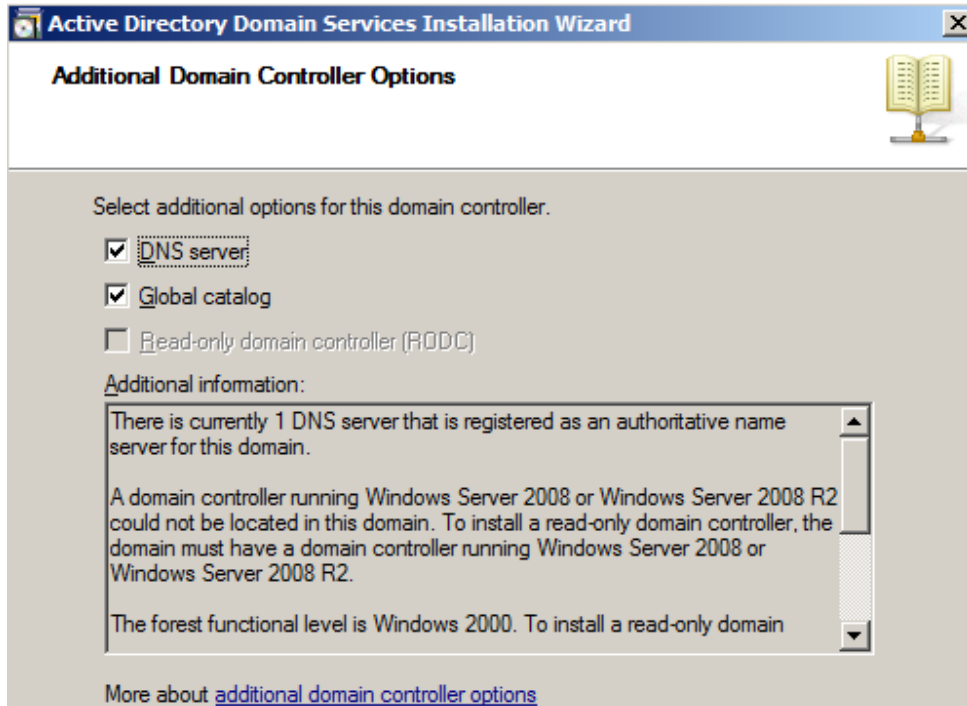 Active Directory Domain Services Installation Wizard
Additional Domain Controller Options
Select additional options for this domain controller.
DNS server
Global catalog
Read-only domain controller (RODC)
Additional information:
There is currently 1 DNS server that is registered as an authoritative name
server for this domain.
A domain controller running Windows Server 2008 or Windows Server 2008 R2
could not be located in this domain. To install a read-only domain controller, the
domain must have a domain controller running Windows Server 2008 or
Windows Server 2008 R2.
The forest functional level is Windows 2000. To install a read-only domain
More about additional domain controller options